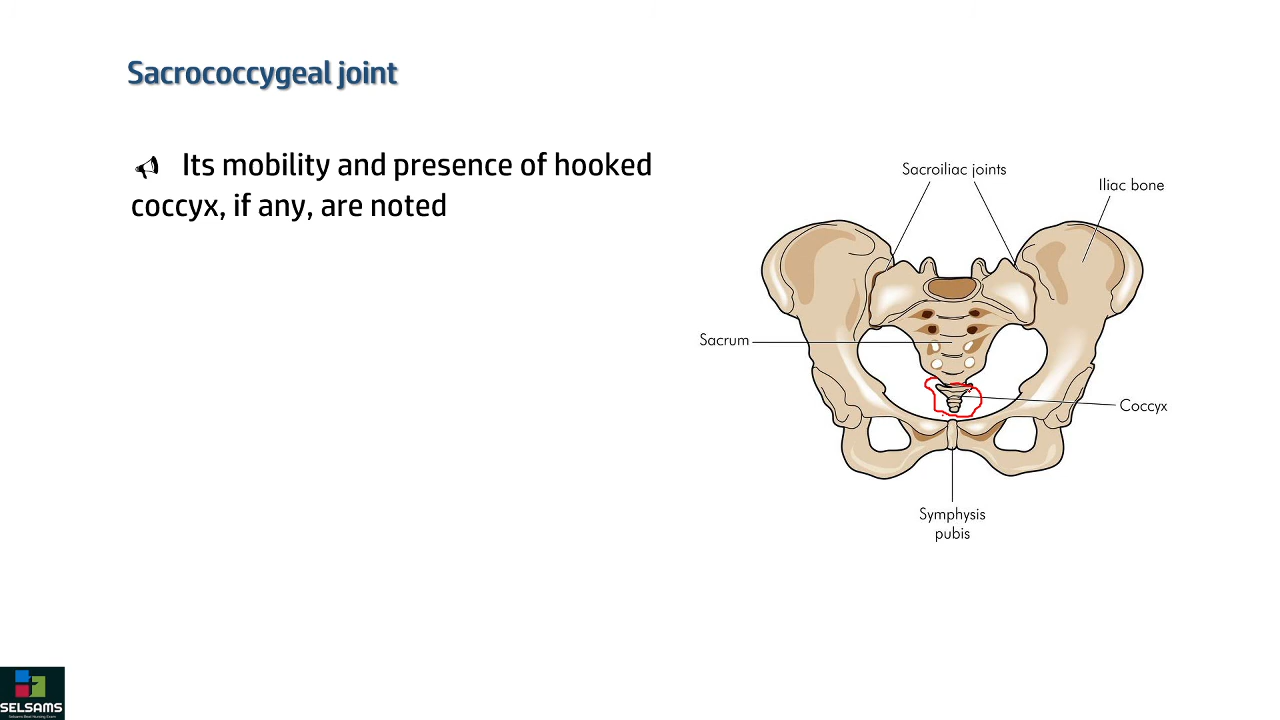 Sacrococcygeal joint
Its mobility and presence of hooked
coccyx, if any, are noted
Sacroiliac joints
Iliac bone
Sacrum
Coccyx
Symphysis
pubis
SELSAMS